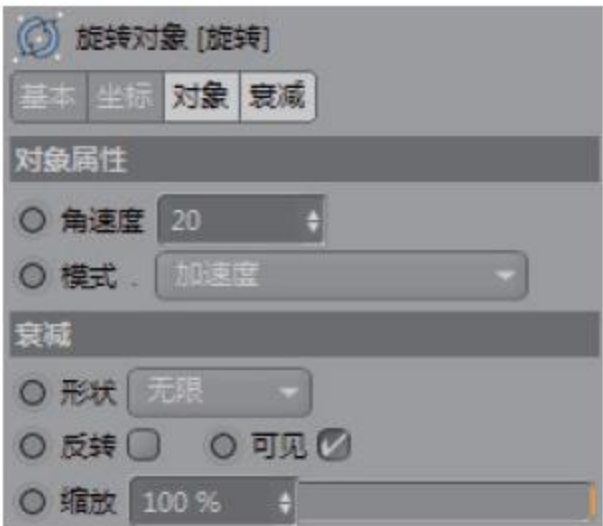 旋转对象 [旋转]
基本 坐标 对象 衰减
对象属性
角速度 20
模式 . 加速度
衰减
形状 无限
反转 可见
缩放 100 %